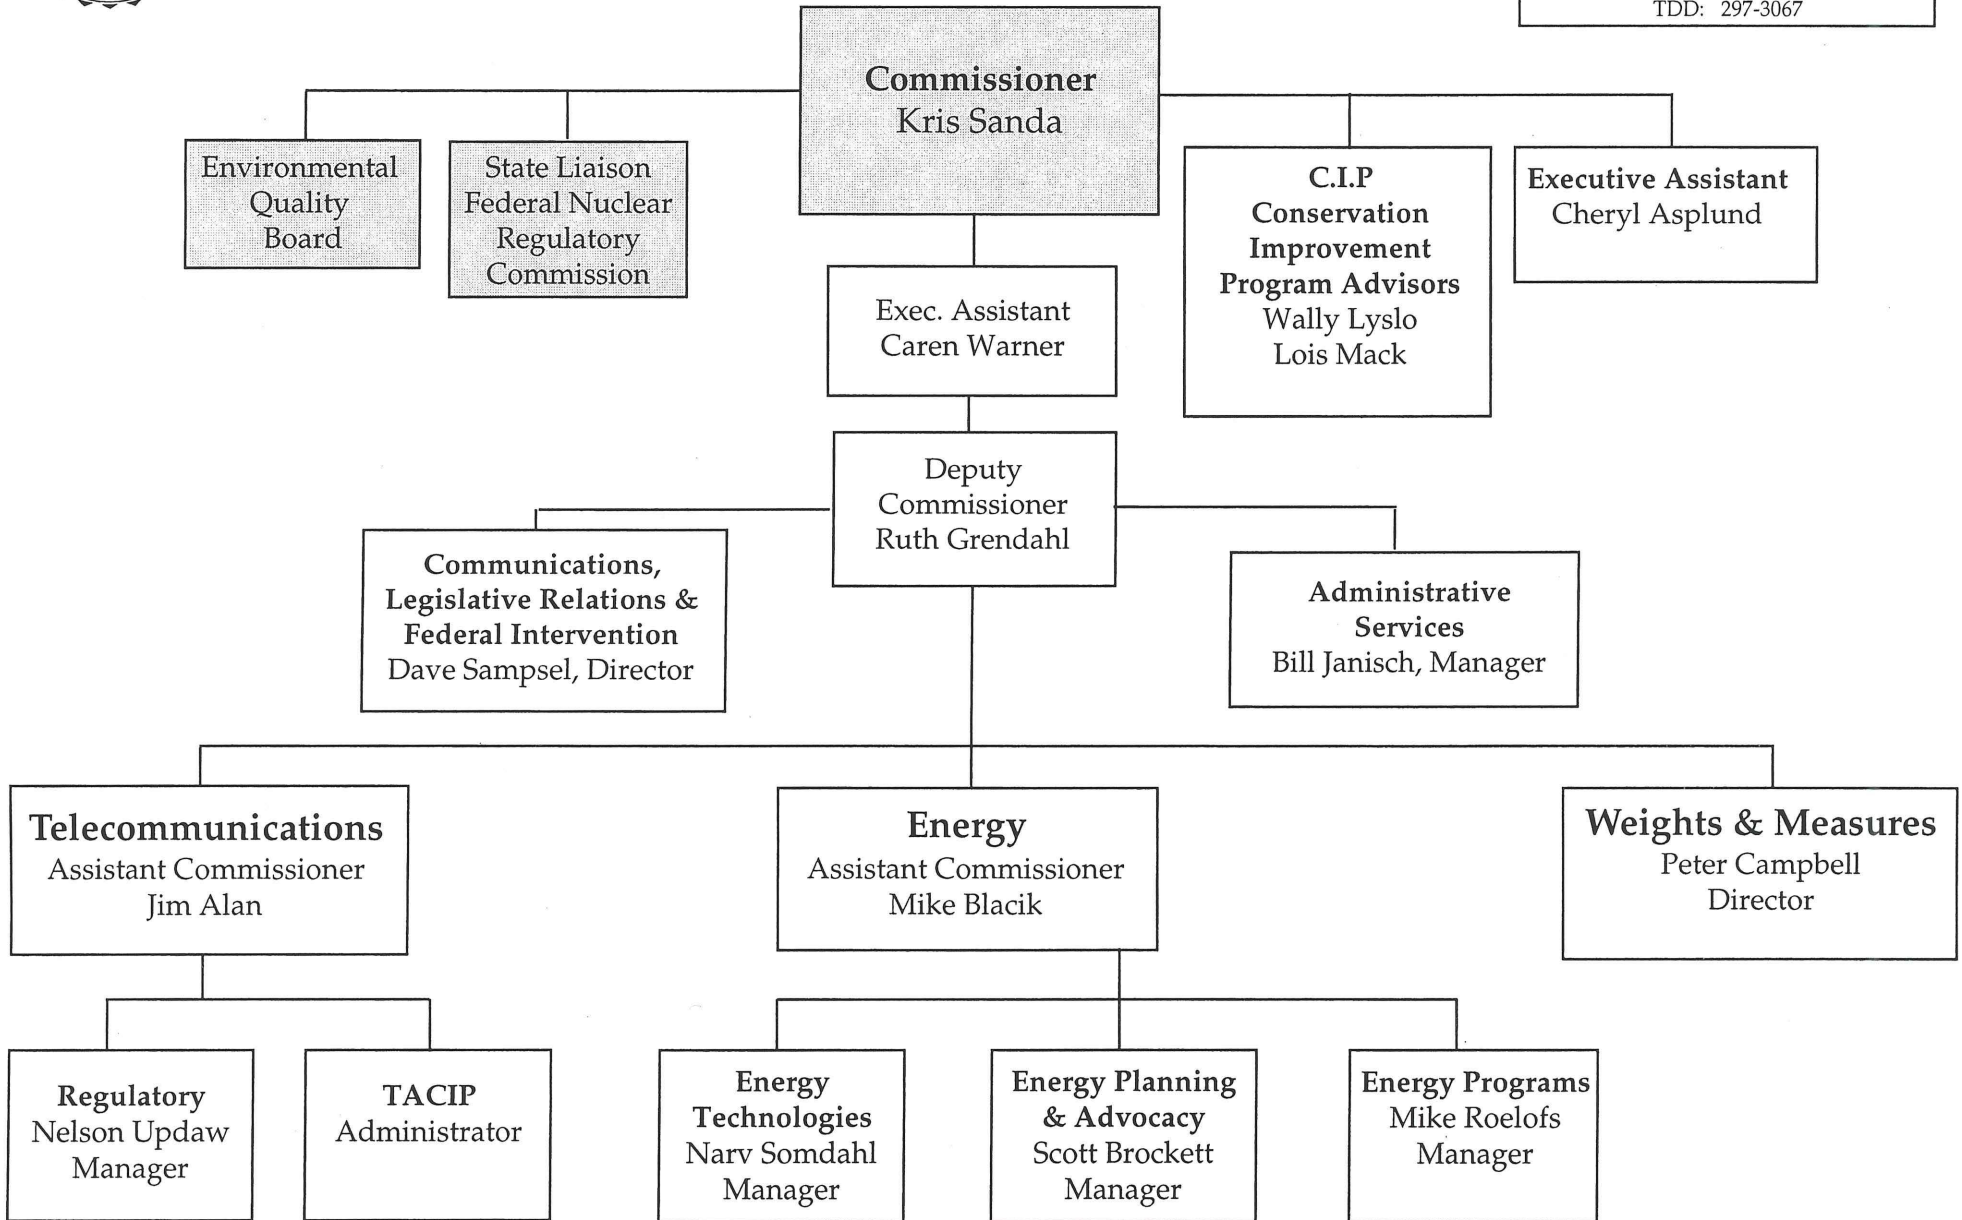 TDD: 297-3067
Commissioner
Kris Sanda
Environmental
Quality
Board
State Liaison
Federal Nuclear
Regulatory
Commission
C.I.P
Conservation
Improvement
Program Advisors
Wally Lyslo
Lois Mack
Executive Assistant
Cheryl Asplund
Exec. Assistant
Caren Warner
Deputy
Commissioner
Ruth Grendahl
Communications,
Legislative Relations &
Federal Intervention
Dave Sampsel, Director
Administrative
Services
Bill Janisch, Manager
Telecommunications
Assistant Commissioner
Jim Alan
Energy
Assistant Commissioner
Mike Blacik
Weights & Measures
Peter Campbell
Director
Regulatory
Nelson Updaw
Manager
TACIP
Administrator
Energy
Technologies
Narv Somdahl
Manager
Energy Planning
& Advocacy
Scott Brockett
Manager
Energy Programs
Mike Roelofs
Manager